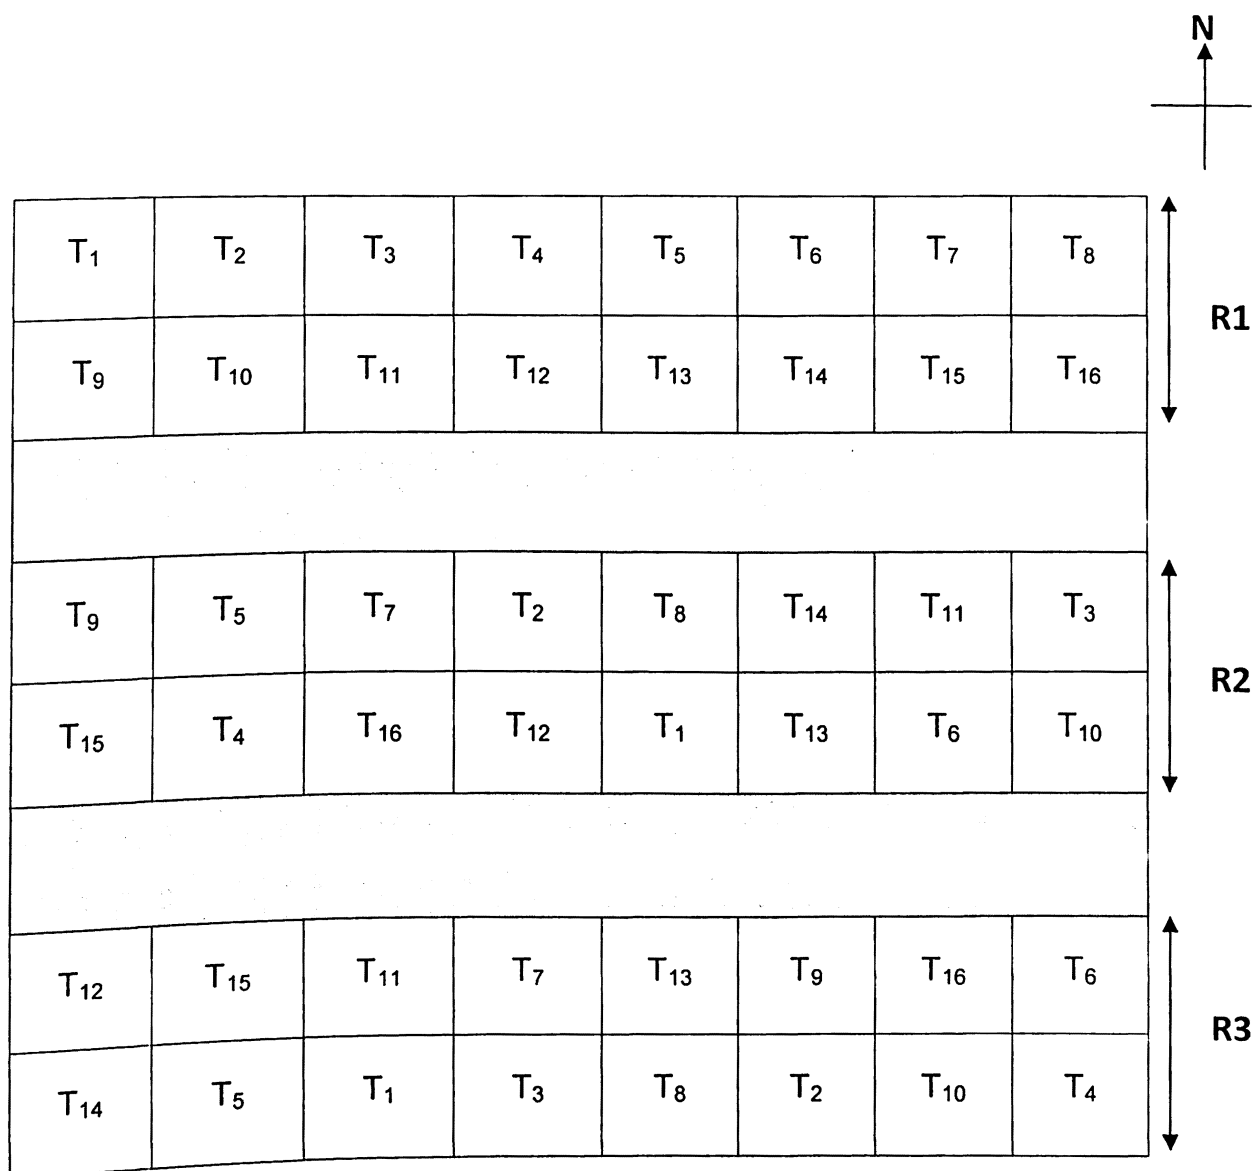 N
T1 T2 T3 T4 T5 T6 T7 T8
R1
T9 T10 T11 T12 T13 T14 T15 T16
T9 T5 T7 T2 T8 T14 T11 T3
R2
T15 T4 T16 T12 T1 T13 T6 T10
T12 T15 T11 T7 T13 T9 T16 T6
R3
T14 T5 T1 T3 T8 T2 T10 T4